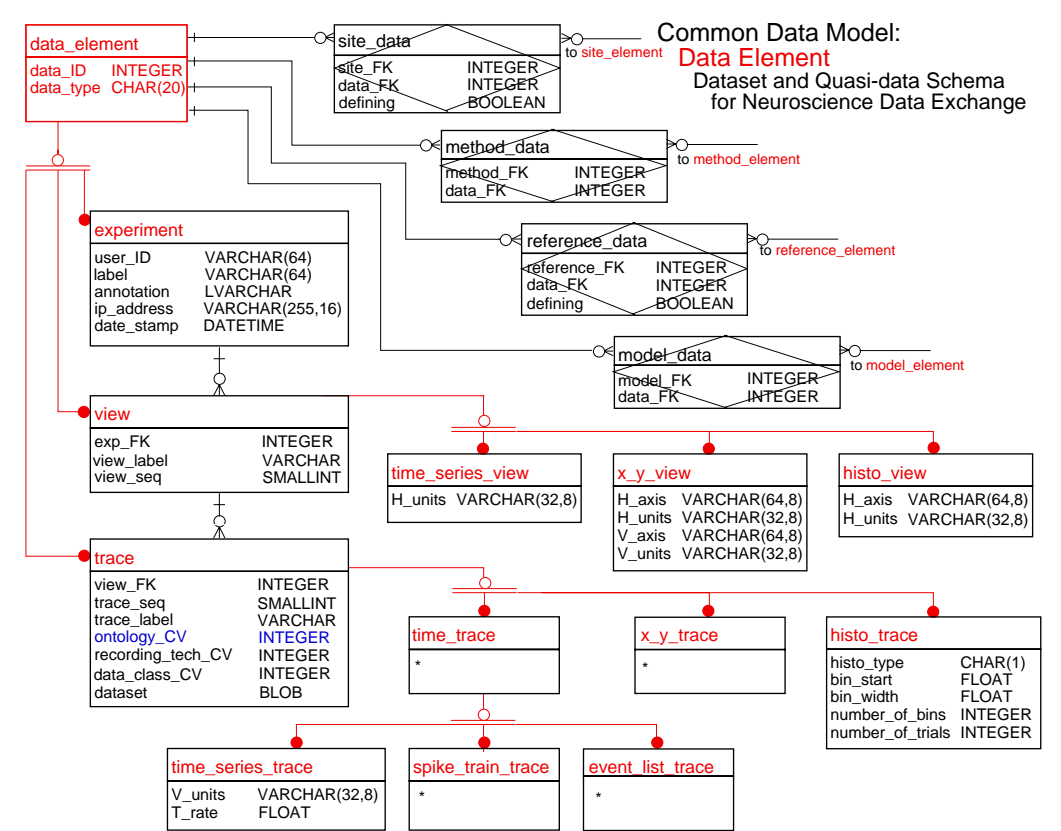 Common Data Model:
Data Element
Dataset and Quasi-data Schema
for Neuroscience Data Exchange
data_element
data_ID INTEGER
data_type CHAR(20)
site_data
to site_element
site_FK INTEGER
data_FK INTEGER
defining BOOLEAN
method_data
to method_element
method_FK INTEGER
data_FK INTEGER
reference_data
to reference_element
reference_FK INTEGER
data_FK INTEGER
defining BOOLEAN
model_data
to model_element
model_FK INTEGER
data_FK INTEGER
experiment
user_ID VARCHAR(64)
label VARCHAR(64)
annotation LVARCHAR
ip_address VARCHAR(255,16)
date_stamp DATETIME
view
exp_FK INTEGER
view_label VARCHAR
view_seq SMALLINT
time_series_view
H_units VARCHAR(32,8)
x_y_view
H_axis VARCHAR(64,8)
H_units VARCHAR(32,8)
V_axis VARCHAR(64,8)
V_units VARCHAR(32,8)
histo_view
H_axis VARCHAR(64,8)
H_units VARCHAR(32,8)
trace
view_FK INTEGER
trace_seq SMALLINT
trace_label VARCHAR
ontology_CV INTEGER
recording_tech_CV INTEGER
data_class_CV INTEGER
dataset BLOB
time_trace
*
x_y_trace
*
histo_trace
histo_type CHAR(1)
bin_start FLOAT
bin_width FLOAT
number_of_bins INTEGER
number_of_trials INTEGER
time_series_trace
V_units VARCHAR(32,8)
T_rate FLOAT
spike_train_trace
*
event_list_trace
*